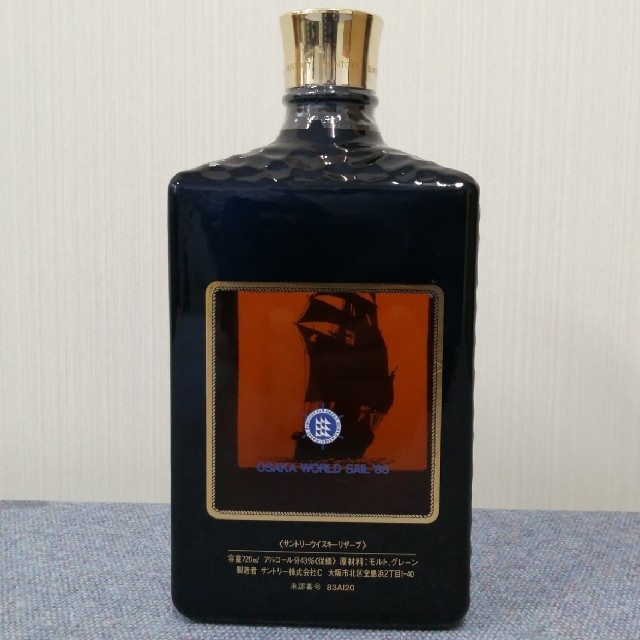 OSAKA WORLD SAIL '83
〈サントリーウイスキーリザーブ〉
容量720ml アルコール分43%〈従価〉 原材料:モルト、グレーン
製造者 サントリー株式会社C 大阪市北区堂島浜2丁目1-40
承認番号 83AI20